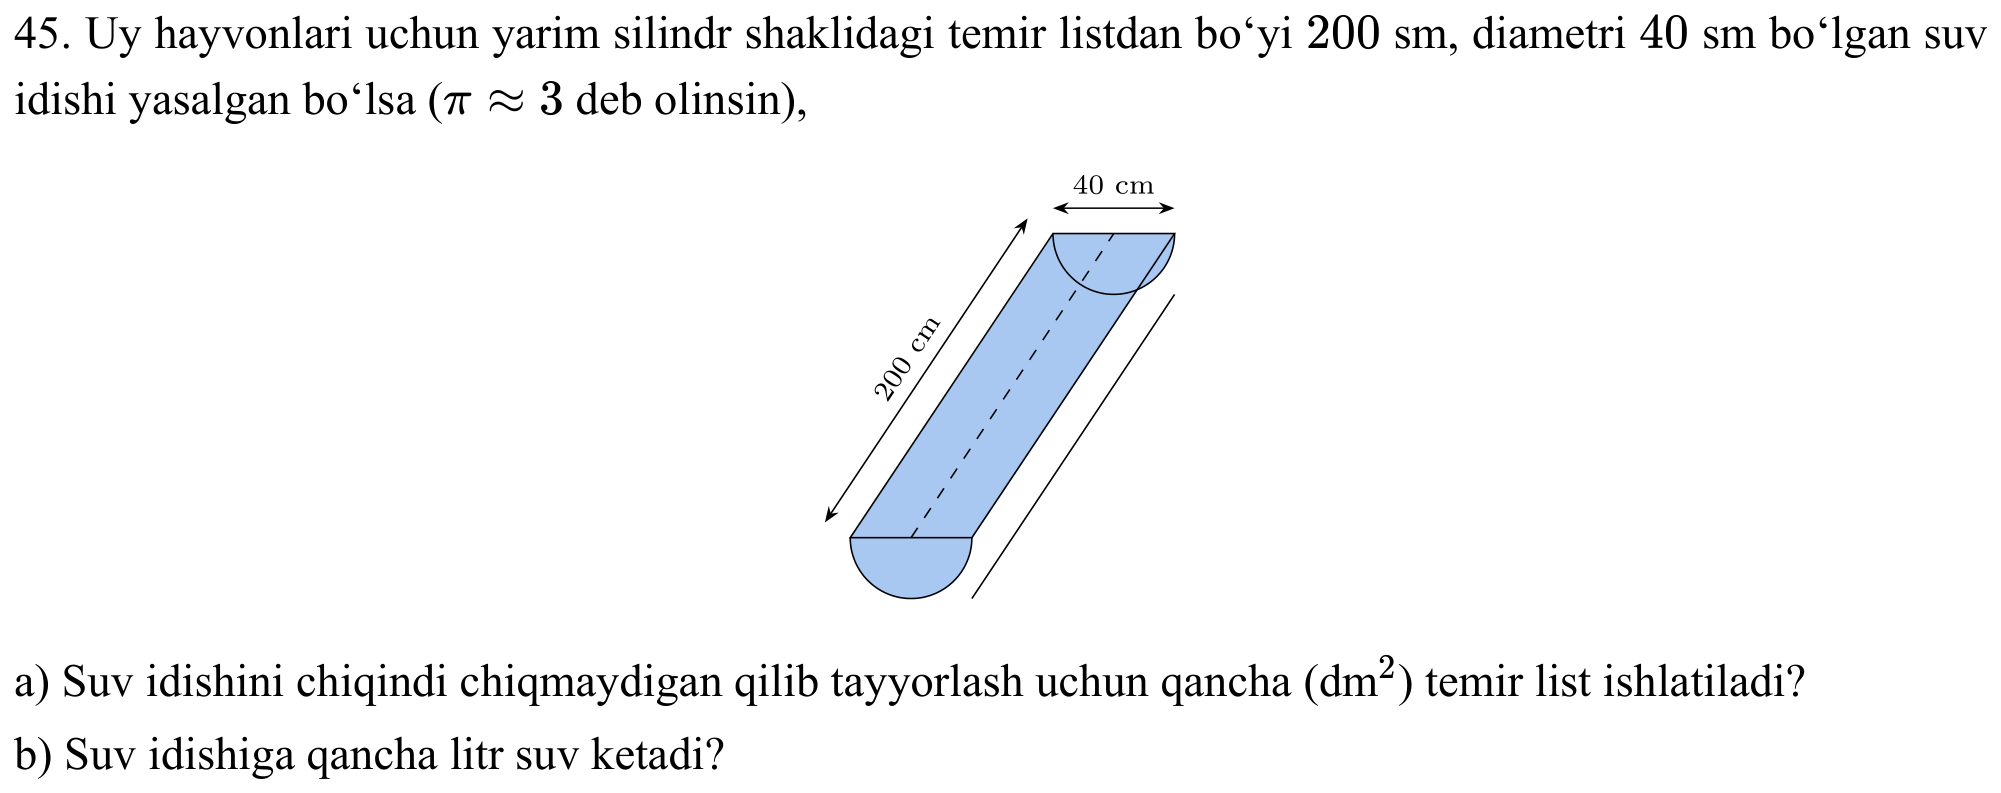 45. Uy hayvonlari uchun yarim silindr shaklidagi temir listdan bo‘yi 200 sm, diametri 40 sm bo‘lgan suv
idishi yasalgan bo‘lsa (π ≈ 3 deb olinsin),
40 cm
200 cm
a) Suv idishini chiqindi chiqmaydigan qilib tayyorlash uchun qancha (dm²) temir list ishlatiladi?
b) Suv idishiga qancha litr suv ketadi?